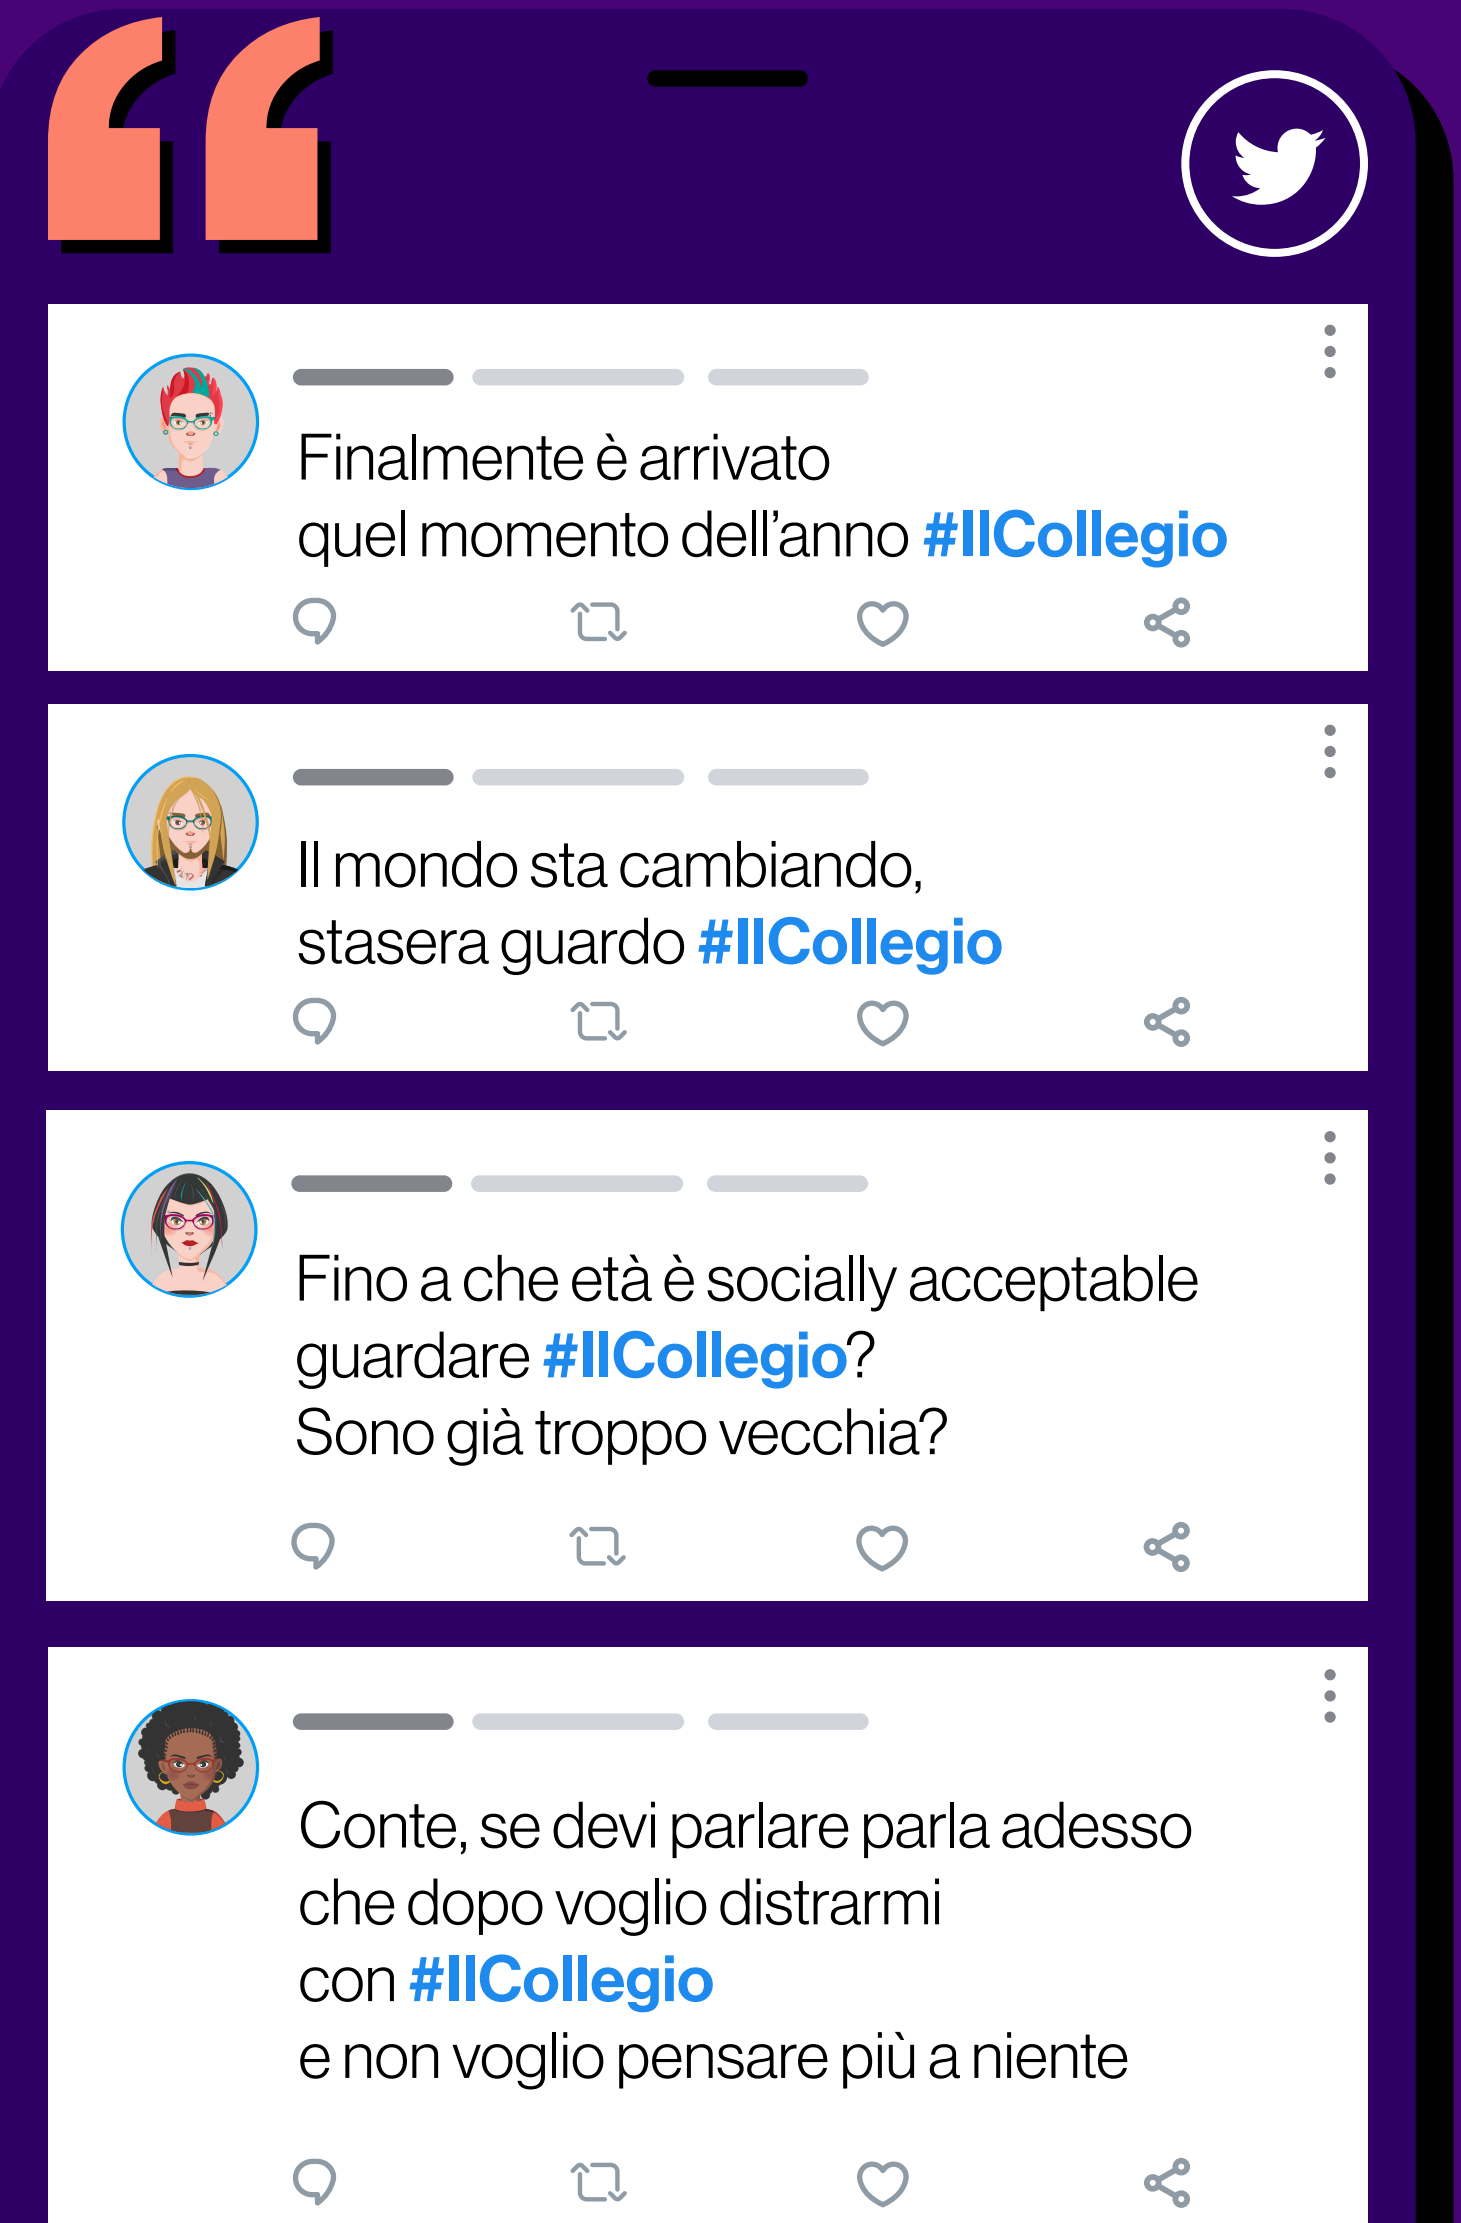 Finalmente è arrivato
quel momento dell’anno #IlCollegio
Il mondo sta cambiando,
stasera guardo #IlCollegio
Fino a che età è socially acceptable
guardare #IlCollegio?
Sono già troppo vecchia?
Conte, se devi parlare parla adesso
che dopo voglio distrarmi
con #IlCollegio
e non voglio pensare più a niente